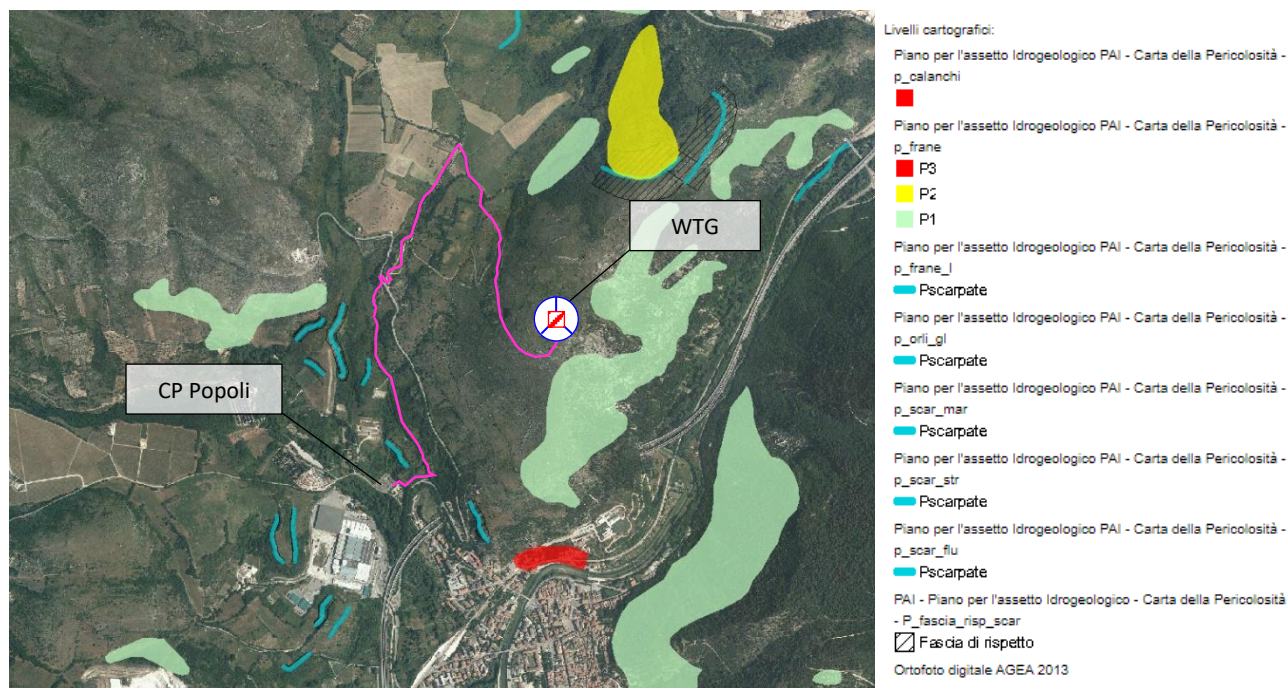 WTG
CP Popoli
Livelli cartografici:
Piano per l'assetto Idrogeologico PAI - Carta della Pericolosità -
p_calanchi
Piano per l'assetto Idrogeologico PAI - Carta della Pericolosità -
p_frane
P3
P2
P1
Piano per l'assetto Idrogeologico PAI - Carta della Pericolosità -
p_frane_l
Pscarpate
Piano per l'assetto Idrogeologico PAI - Carta della Pericolosità -
p_orli_gl
Pscarpate
Piano per l'assetto Idrogeologico PAI - Carta della Pericolosità -
p_scar_mar
Pscarpate
Piano per l'assetto Idrogeologico PAI - Carta della Pericolosità -
p_scar_str
Pscarpate
Piano per l'assetto Idrogeologico PAI - Carta della Pericolosità -
p_scar_flu
Pscarpate
PAI - Piano per l'assetto Idrogeologico - Carta della Pericolosità
- P_fascia_risp_scar
Fascia di rispetto
Ortofoto digitale AGEA 2013